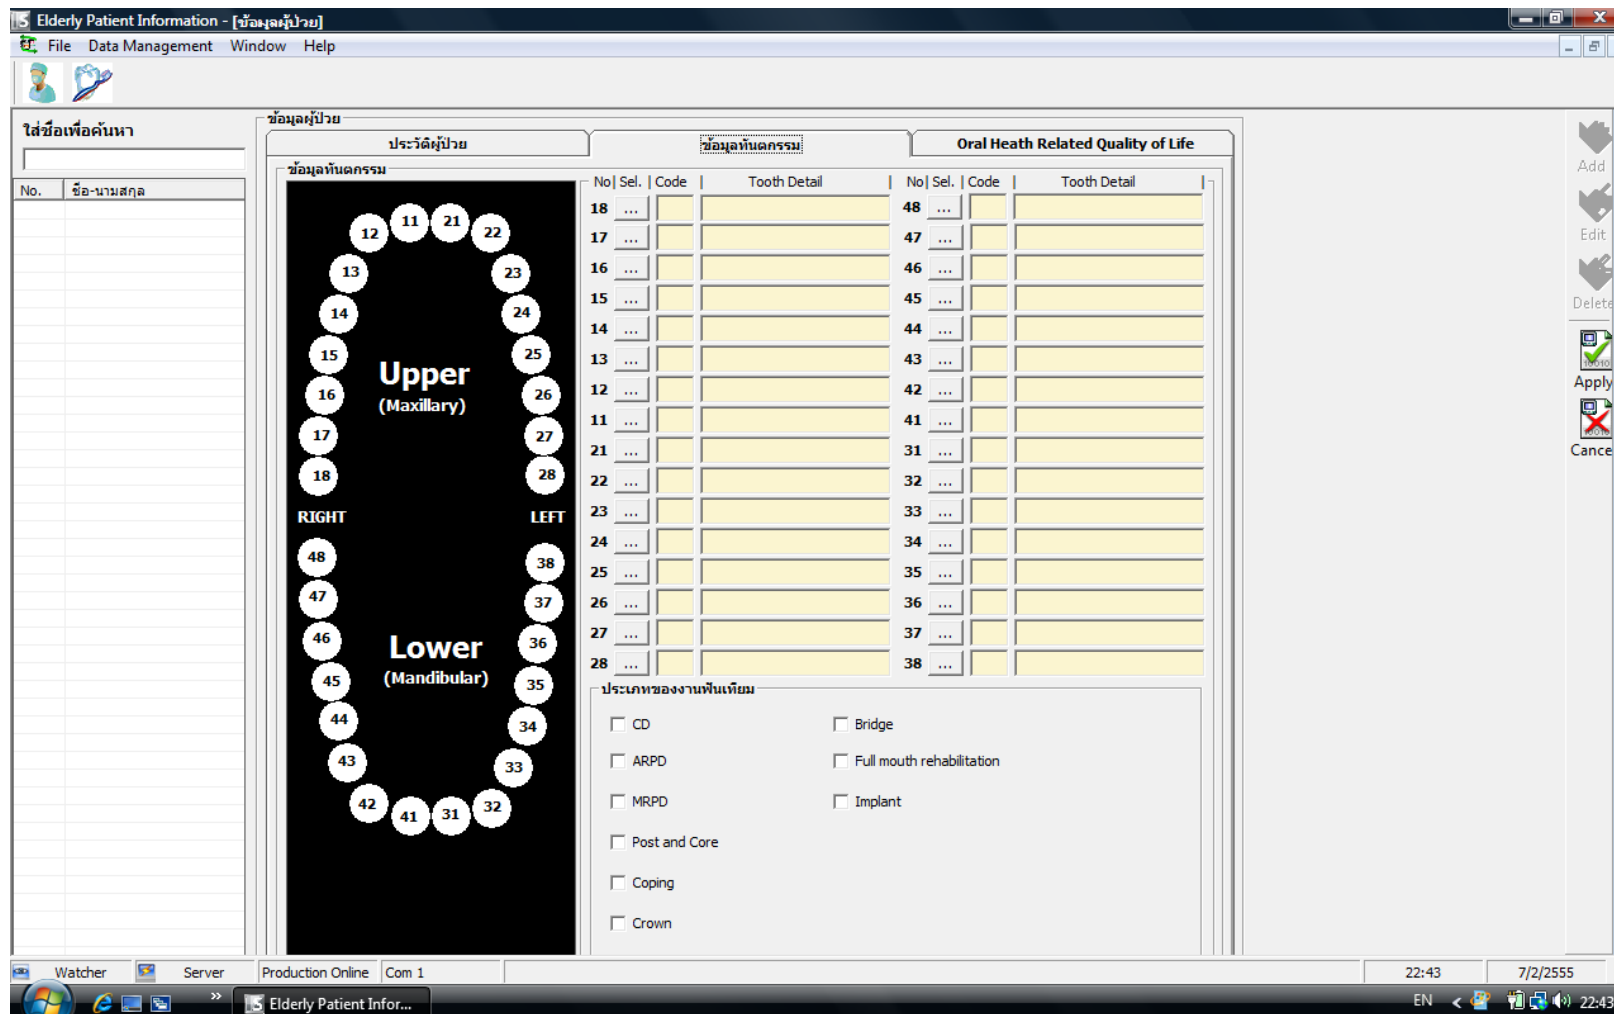 Elderly Patient Information - [ข้อมูลผู้ป่วย]
File Data Management Window Help
ใส่ชื่อเพื่อค้นหา
No. ชื่อ-นามสกุล
ข้อมูลผู้ป่วย
ประวัติผู้ป่วย ข้อมูลทันตกรรม Oral Heath Related Quality of Life
ข้อมูลทันตกรรม
11 21
12 22
13 23
14 24
15 25
Upper
16 26
(Maxillary)
17 27
18 28
RIGHT LEFT
48 38
47 37
46 36
Lower
(Mandibular)
45 35
44 34
43 33
42 41 31 32
No| Sel. | Code | Tooth Detail | No| Sel. | Code | Tooth Detail |
18 ... 48 ...
17 ... 47 ...
16 ... 46 ...
15 ... 45 ...
14 ... 44 ...
13 ... 43 ...
12 ... 42 ...
11 ... 41 ...
21 ... 31 ...
22 ... 32 ...
23 ... 33 ...
24 ... 34 ...
25 ... 35 ...
26 ... 36 ...
27 ... 37 ...
28 ... 38 ...
ประเภทของงานฟันเทียม
CD Bridge
ARPD Full mouth rehabilitation
MRPD Implant
Post and Core
Coping
Crown
Add
Edit
Delete
Apply
Cance
Watcher Server Production Online Com 1 22:43 7/2/2555
Elderly Patient Infor... EN 22:43